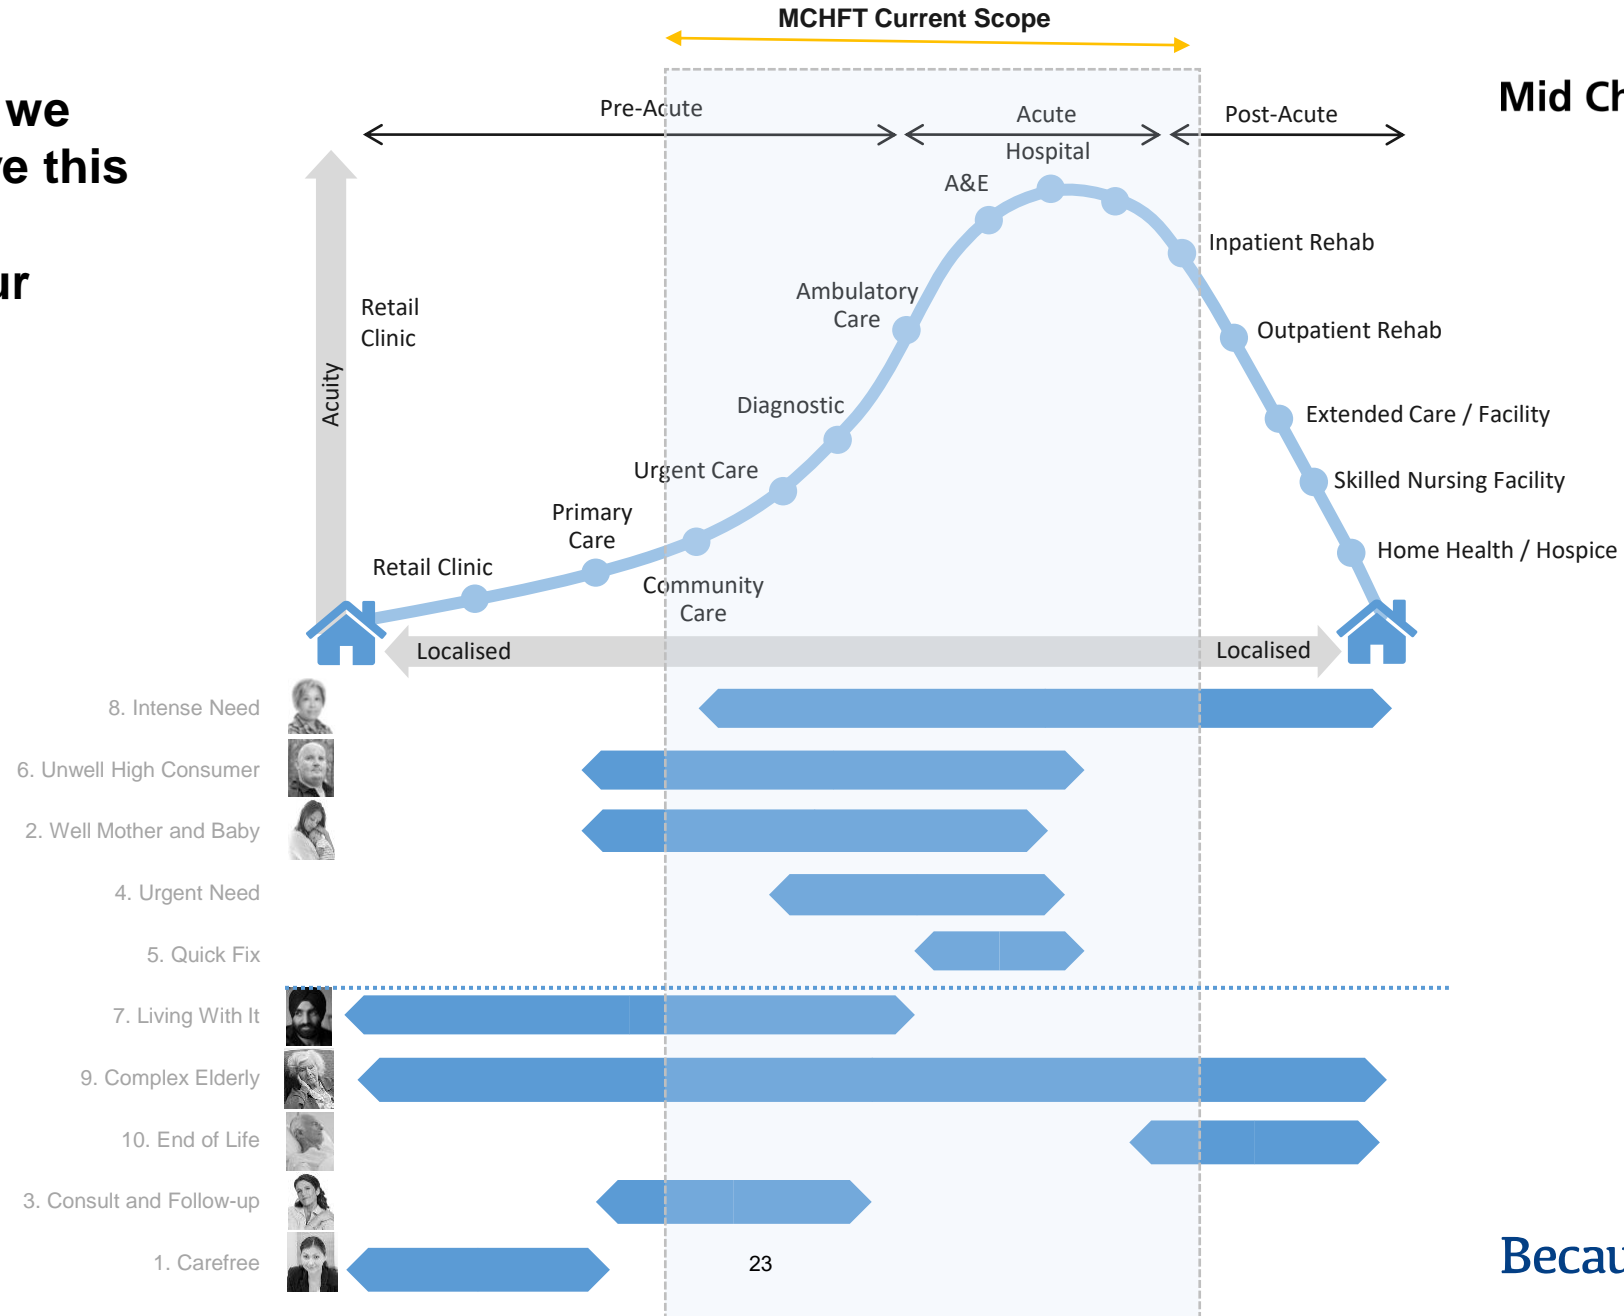 MCHFT Current Scope
we
e this
ur
Mid Ch
Pre-Acute
Acute
Post-Acute
Hospital
A&E
Inpatient Rehab
Ambulatory
Care
Retail
Clinic
Outpatient Rehab
Acuity
Diagnostic
Extended Care / Facility
Urgent Care
Skilled Nursing Facility
Primary
Care
Home Health / Hospice
Retail Clinic
Community
Care
Localised
Localised
8. Intense Need
6. Unwell High Consumer
2. Well Mother and Baby
4. Urgent Need
5. Quick Fix
7. Living With It
9. Complex Elderly
10. End of Life
3. Consult and Follow-up
1. Carefree
23
Becau